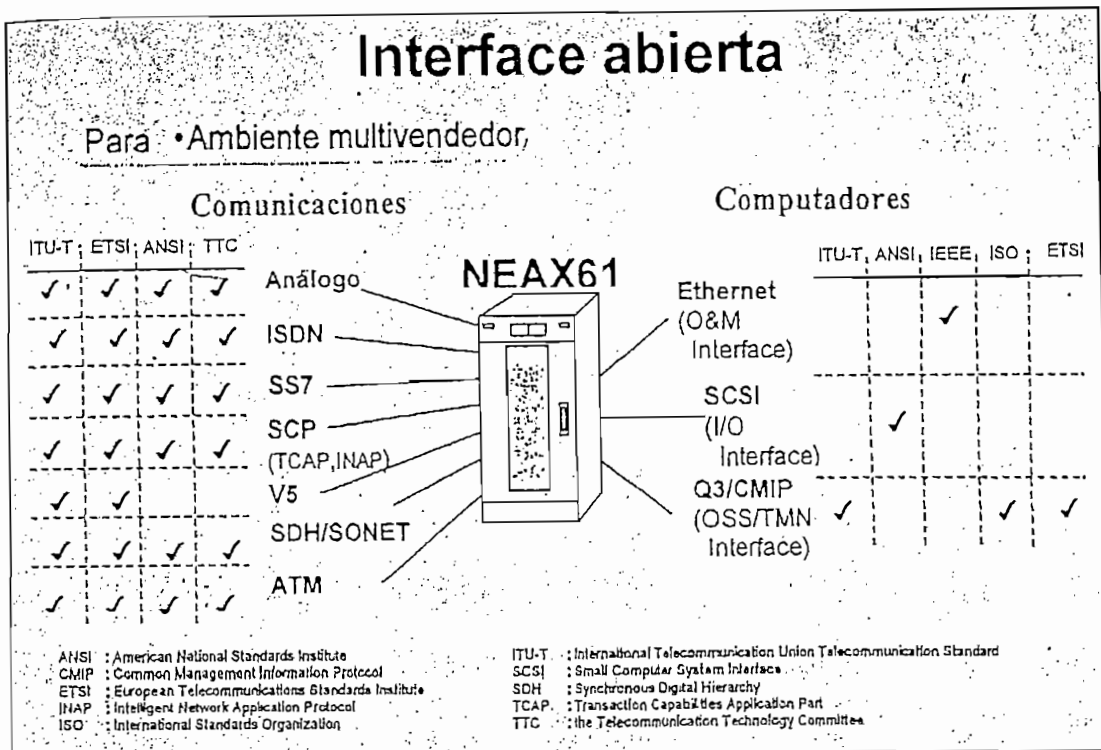 Interface abierta
Para •Ambiente multivendedor,
Comunicaciones
ITU-T ETSI ANSI TTC
✓ ✓ ✓ ✓
✓ ✓ ✓ ✓
✓ ✓ ✓ ✓
✓ ✓ ✓ ✓
✓ ✓
✓ ✓ ✓ ✓
✓ ✓ ✓ ✓
Análogo
ISDN
SS7
SCP
(TCAP,INAP)
V5
SDH/SONET
ATM
NEAX61
Computadores
Ethernet
(O&M
Interface)
SCSI
(I/O
Interface)
Q3/CMIP
(OSS/TMN
Interface)
ITU-T ANSI IEEE ISO ETSI
✓
✓
✓ ✓ ✓
ANSI : American National Standards Institute
CMIP : Common Management Information Protocol
ETSI : European Telecommunications Standards Institute
INAP : Intelligent Network Application Protocol
ISO : International Standards Organization
ITU-T : International Telecommunication Union Telecommunication Standard
SCSI : Small Computer System Interface
SDH : Synchronous Digital Hierarchy
TCAP : Transaction Capabilities Application Part
TTC : the Telecommunication Technology Committee